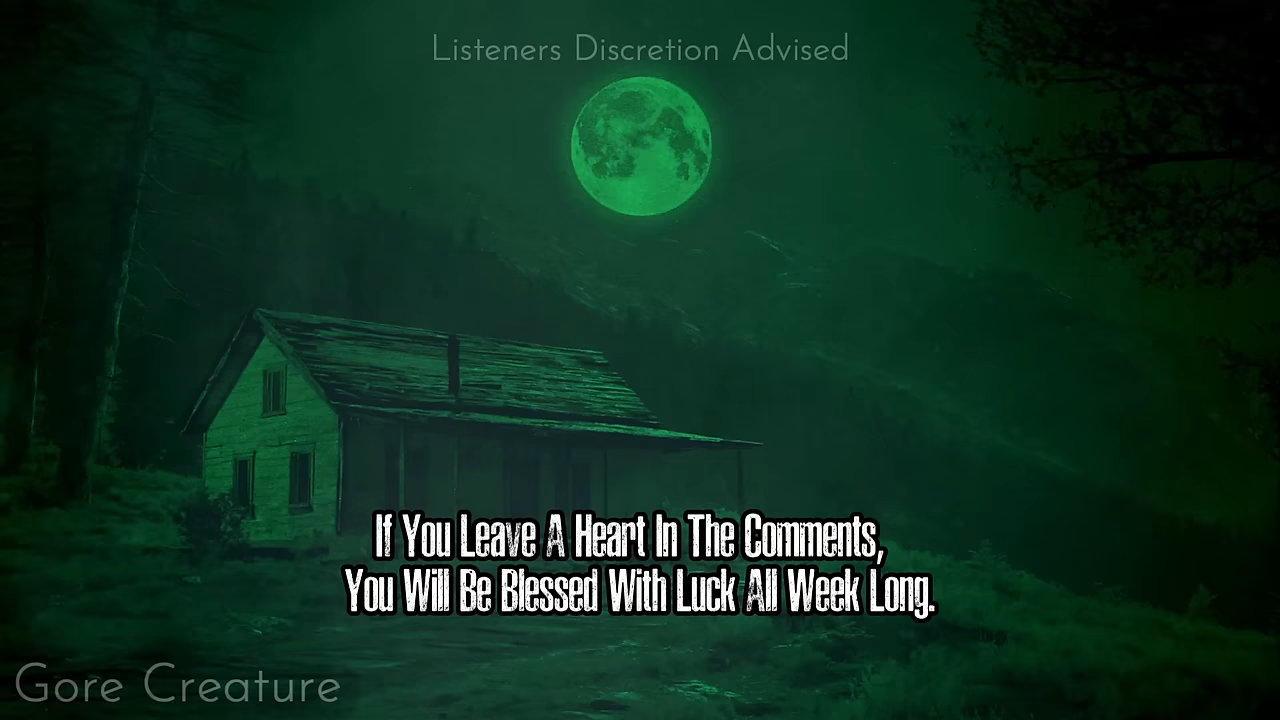 Listeners Discretion Advised
If You Leave A Heart In The Comments,
You Will Be Blessed With Luck All Week Long.
Gore Creature